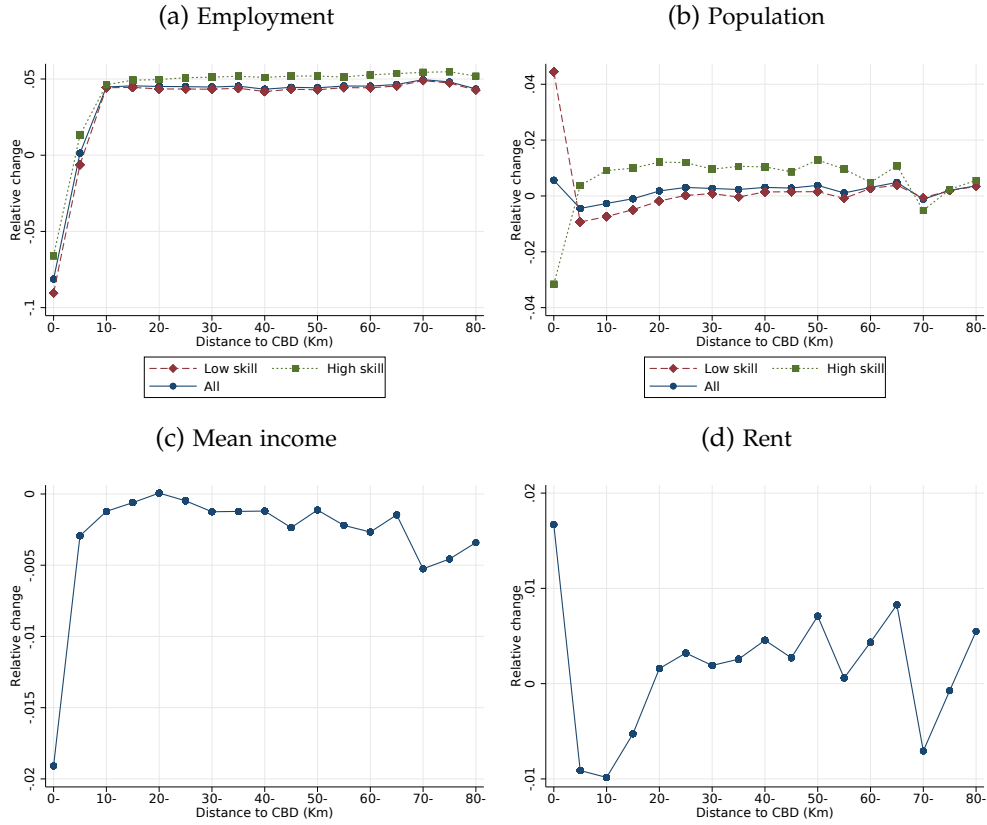 (a) Employment
Relative change
.05
0
-.05
-.1
0- 10- 20- 30- 40- 50- 60- 70- 80-
Distance to CBD (Km)
Low skill High skill
All
(b) Population
Relative change
.04
.02
0
-.02
-.04
0- 10- 20- 30- 40- 50- 60- 70- 80-
Distance to CBD (Km)
Low skill High skill
All
(c) Mean income
Relative change
0
-.005
-.01
-.015
-.02
0- 10- 20- 30- 40- 50- 60- 70- 80-
Distance to CBD (Km)
(d) Rent
Relative change
.02
.01
0
-.01
0- 10- 20- 30- 40- 50- 60- 70- 80-
Distance to CBD (Km)